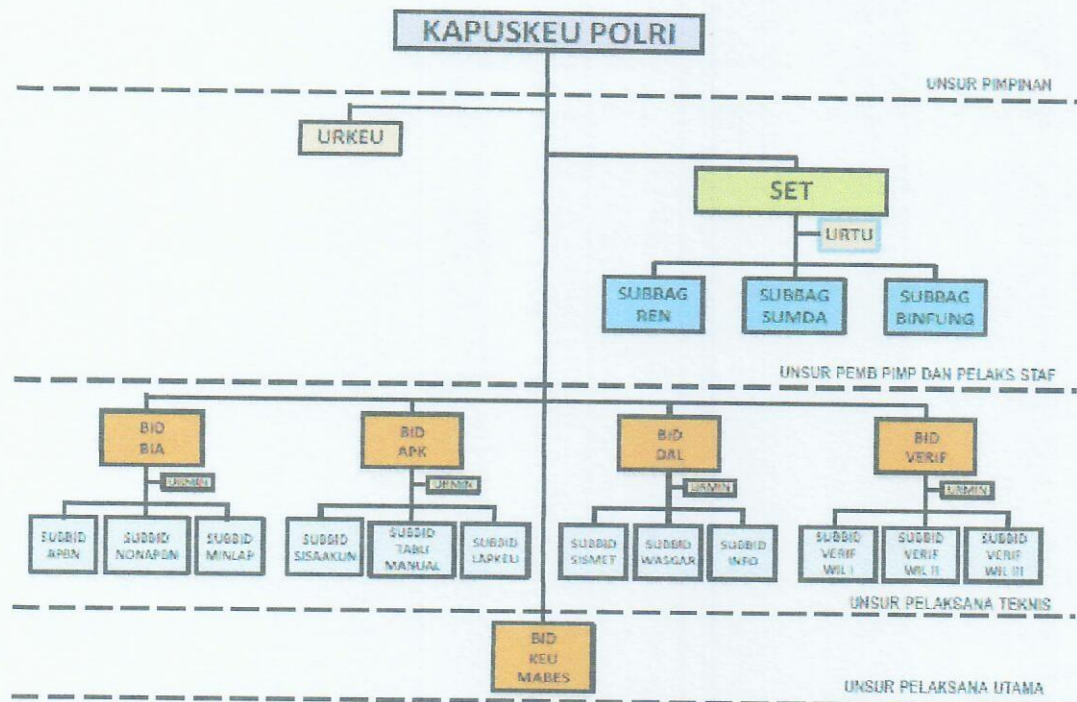 KAPUSKEU POLRI
UNSUR PIMPINAN
URKEU
SET
URTU
SUBBAG
REN
SUBBAG
SUMDA
SUBBAG
BINFUNG
UNSUR PEMB PIMP DAN PELAKS STAF
BID
BIA
BID
APK
BID
DAL
BID
VERIF
URMIN
URMIN
URMIN
URMIN
SUBBID
APBN
SUBBID
NONAPBN
SUBBID
MINLAP
SUBBID
SISAAKUN
SUBBID
TABU
MANUAL
SUBBID
LAPKEU
SUBBID
SISMET
SUBBID
WASGAR
SUBBID
INFO
SUBBID
VERIF
WIL I
SUBBID
VERIF
WIL II
SUBBID
VERIF
WIL III
UNSUR PELAKSANA TEKNIS
BID
KEU
MABES
UNSUR PELAKSANA UTAMA